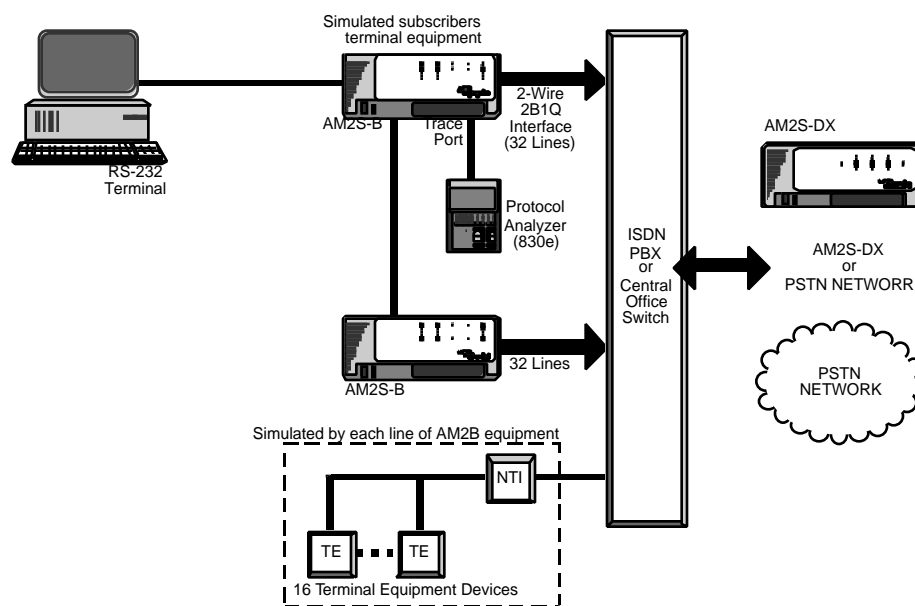 Simulated subscribers
terminal equipment
AM2S-B
Trace
Port
2-Wire
2B1Q
Interface
(32 Lines)
RS-232
Terminal
Protocol
Analyzer
(830e)
AM2S-B
32 Lines
ISDN
PBX
or
Central
Office
Switch
AM2S-DX
AM2S-DX
or
PSTN NETWORR
PSTN
NETWORK
Simulated by each line of AM2B equipment
NTI
TE
TE
16 Terminal Equipment Devices